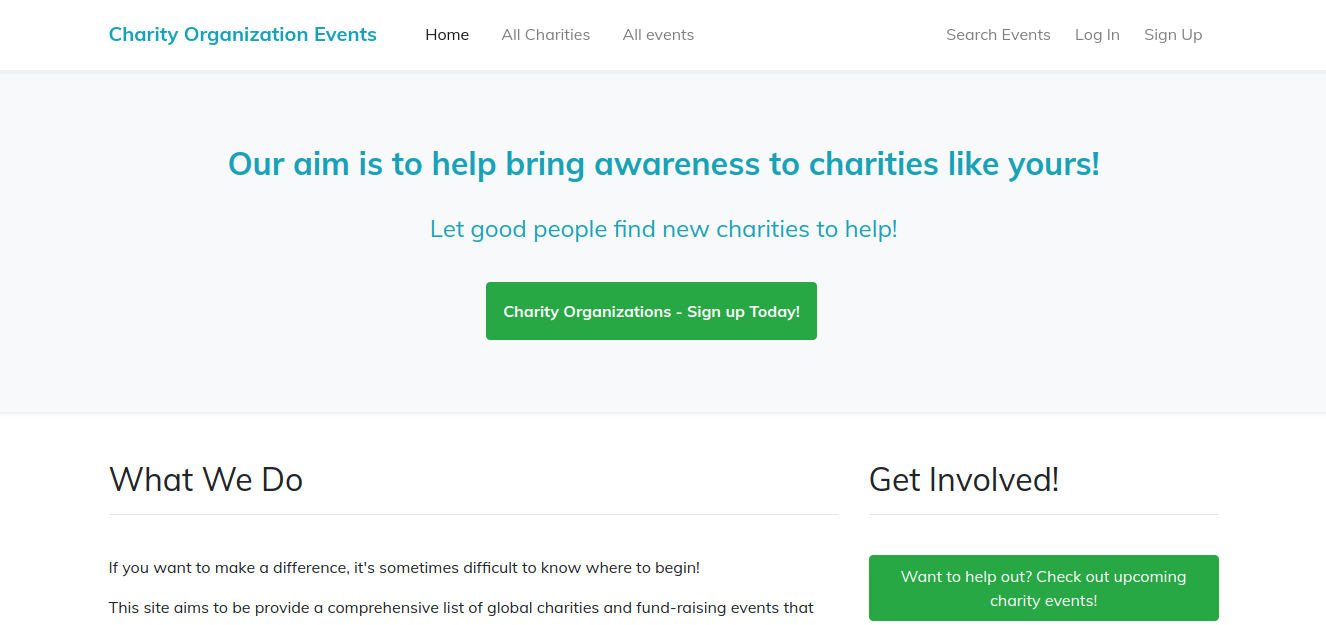 Charity Organization Events Home All Charities All events Search Events Log In Sign Up
Our aim is to help bring awareness to charities like yours!
Let good people find new charities to help!
Charity Organizations - Sign up Today!
What We Do
If you want to make a difference, it's sometimes difficult to know where to begin!
This site aims to be provide a comprehensive list of global charities and fund-raising events that
Get Involved!
Want to help out? Check out upcoming
charity events!